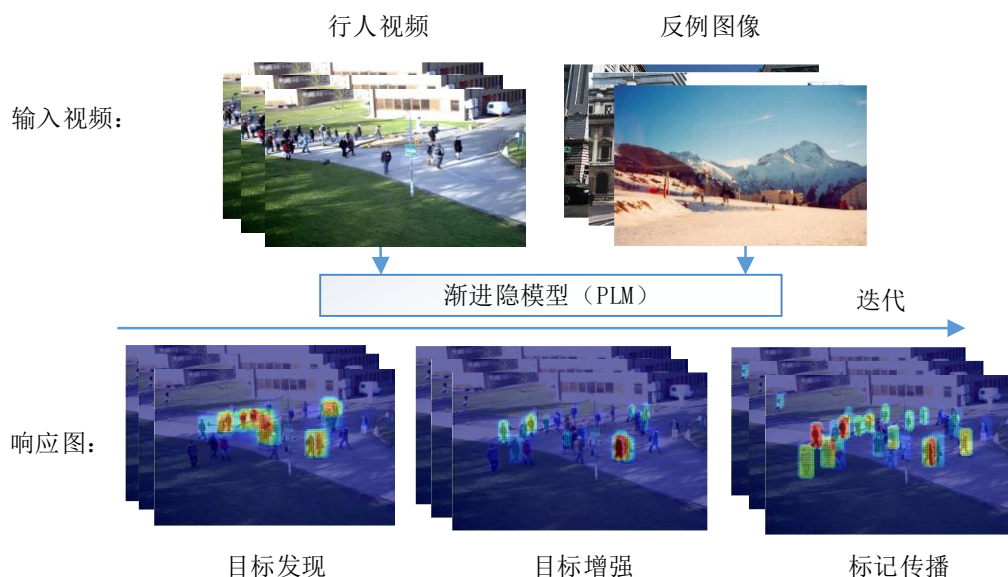 行人视频
反例图像
输入视频：
渐进隐模型（PLM）
迭代
响应图：
目标发现
目标增强
标记传播